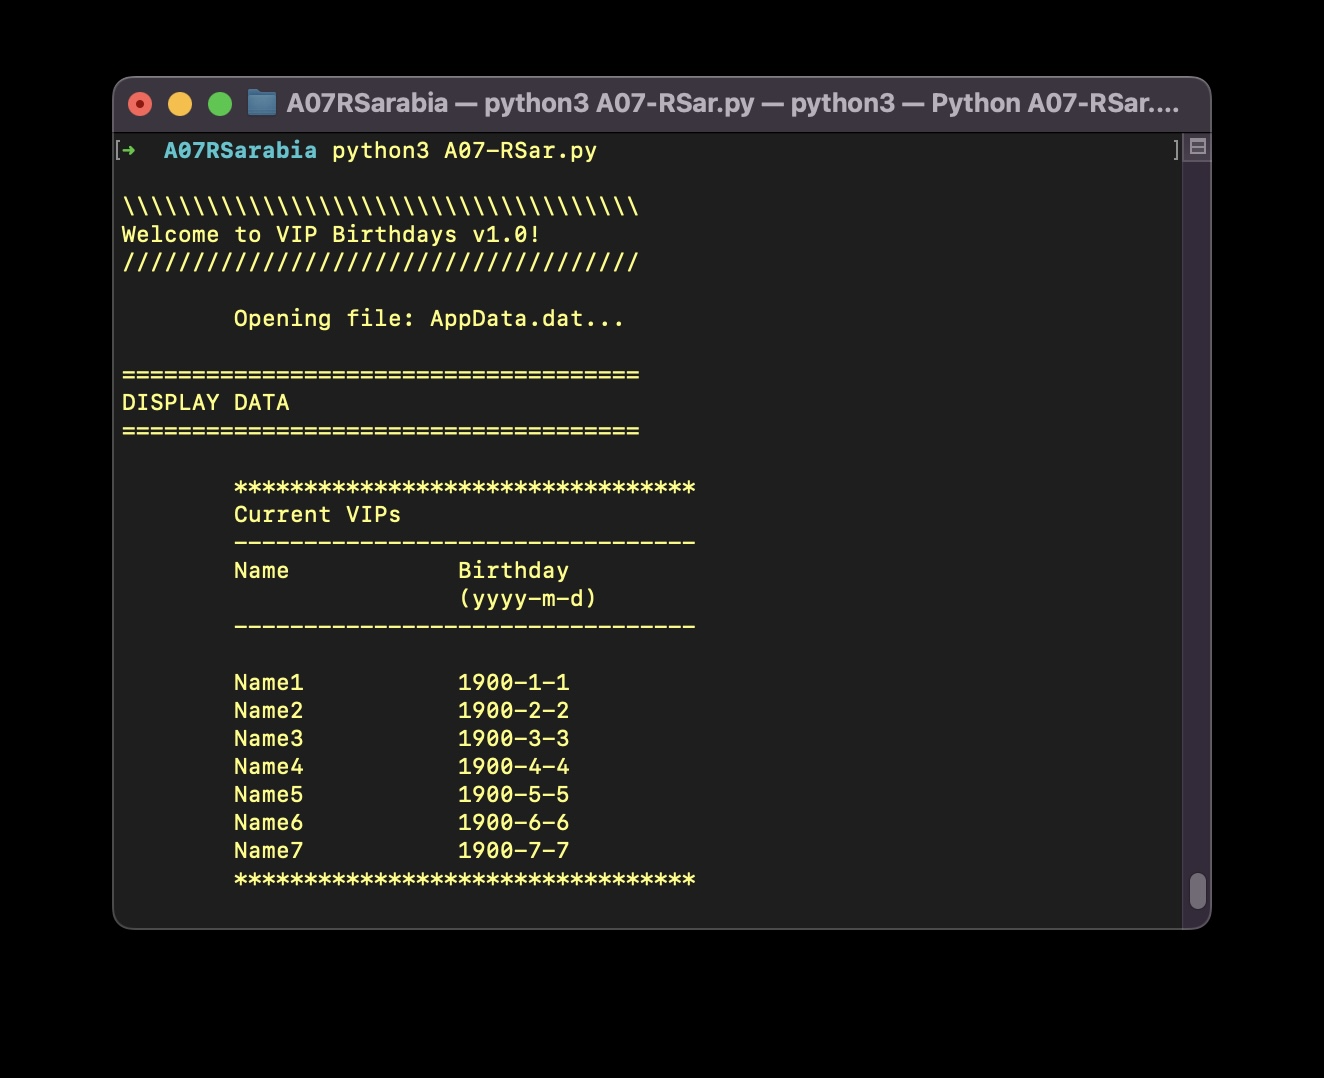 A07RSarabia — python3 A07-RSar.py — python3 — Python A07-RSar....
[➜  A07RSarabia python3 A07-RSar.py ]
\\\\\\\\\\\\\\\\\\\\\\\\\\\\\\\\\\\\\
Welcome to VIP Birthdays v1.0!
/////////////////////////////////////
Opening file: AppData.dat...
=====================================
DISPLAY DATA
=====================================
*********************************
Current VIPs
---------------------------------
Name            Birthday
(yyyy-m-d)
---------------------------------
Name1           1900-1-1
Name2           1900-2-2
Name3           1900-3-3
Name4           1900-4-4
Name5           1900-5-5
Name6           1900-6-6
Name7           1900-7-7
*********************************